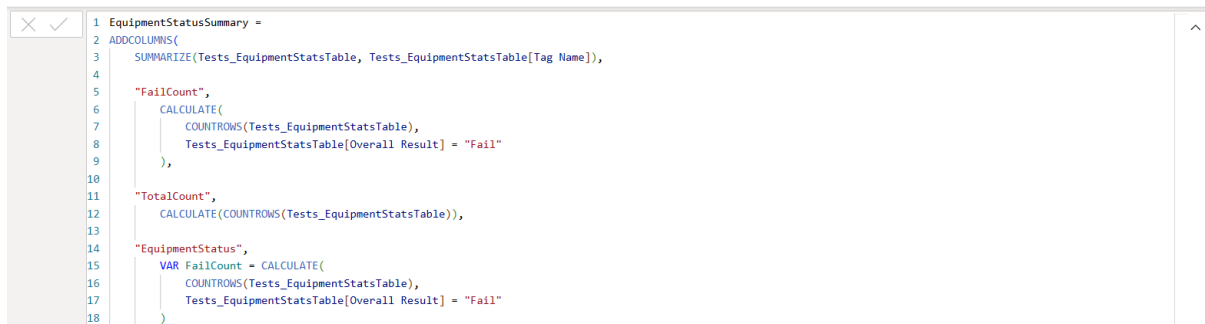 1 EquipmentStatusSummary =
2 ADDCOLUMNS(
3 SUMMARIZE(Tests_EquipmentStatsTable, Tests_EquipmentStatsTable[Tag Name]),
4
5 "FailCount",
6 CALCULATE(
7 COUNTROWS(Tests_EquipmentStatsTable),
8 Tests_EquipmentStatsTable[Overall Result] = "Fail"
9 ),
10
11 "TotalCount",
12 CALCULATE(COUNTROWS(Tests_EquipmentStatsTable)),
13
14 "EquipmentStatus",
15 VAR FailCount = CALCULATE(
16 COUNTROWS(Tests_EquipmentStatsTable),
17 Tests_EquipmentStatsTable[Overall Result] = "Fail"
18 )